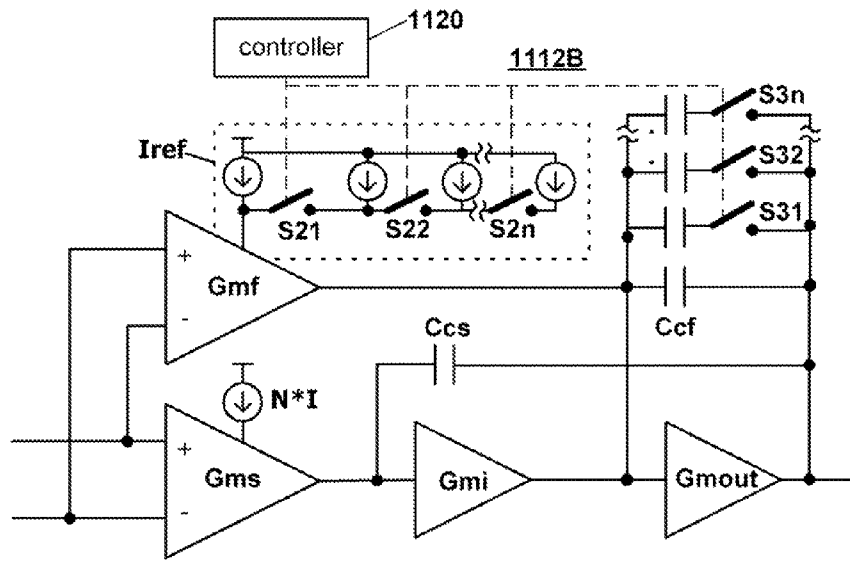 controller
1120
1112B
S3n
Iref
S32
S21
S22
S2n
S31
+
Gmf
-
Ccs
Ccf
N*I
+
Gms
-
Gmi
Gmout